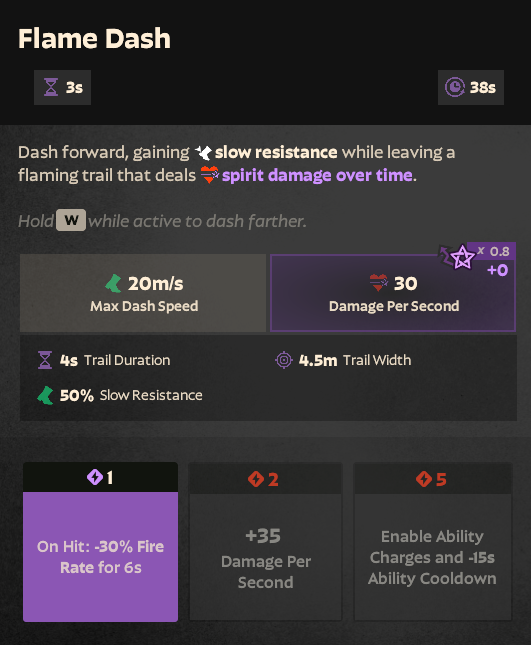 Flame Dash
3s
38s
Dash forward, gaining slow resistance while leaving a
flaming trail that deals spirit damage over time.
Hold W while active to dash farther.
x 0.8
+0
20m/s
Max Dash Speed
30
Damage Per Second
4s Trail Duration
4.5m Trail Width
50% Slow Resistance
1
On Hit: -30% Fire
Rate for 6s
2
+35
Damage Per
Second
5
Enable Ability
Charges and -15s
Ability Cooldown